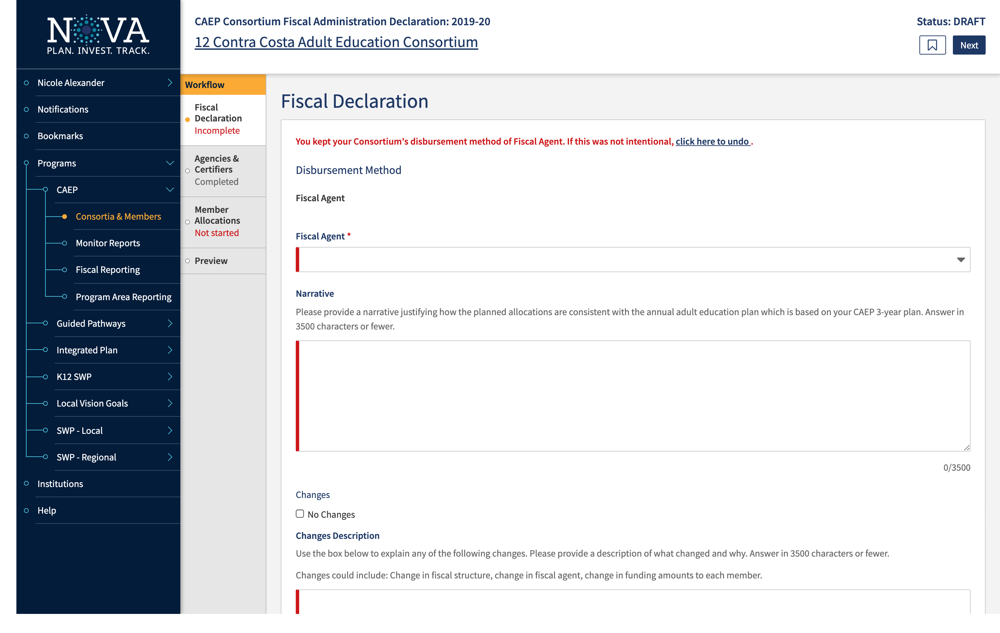 NOVA
PLAN. INVEST. TRACK.
Nicole Alexander
Notifications
Bookmarks
Programs
CAEP
Consortia & Members
Monitor Reports
Fiscal Reporting
Program Area Reporting
Guided Pathways
Integrated Plan
K12 SWP
Local Vision Goals
SWP - Local
SWP - Regional
Institutions
Help
CAEP Consortium Fiscal Administration Declaration: 2019-20
12 Contra Costa Adult Education Consortium
Status: DRAFT
Next
Workflow
Fiscal
Declaration
Incomplete
Agencies &
Certifiers
Completed
Member
Allocations
Not started
Preview
Fiscal Declaration
You kept your Consortium's disbursement method of Fiscal Agent. If this was not intentional, click here to undo .
Disbursement Method
Fiscal Agent
Fiscal Agent *
Narrative
Please provide a narrative justifying how the planned allocations are consistent with the annual adult education plan which is based on your CAEP 3-year plan. Answer in
3500 characters or fewer.
0/3500
Changes
No Changes
Changes Description
Use the box below to explain any of the following changes. Please provide a description of what changed and why. Answer in 3500 characters or fewer.
Changes could include: Change in fiscal structure, change in fiscal agent, change in funding amounts to each member.